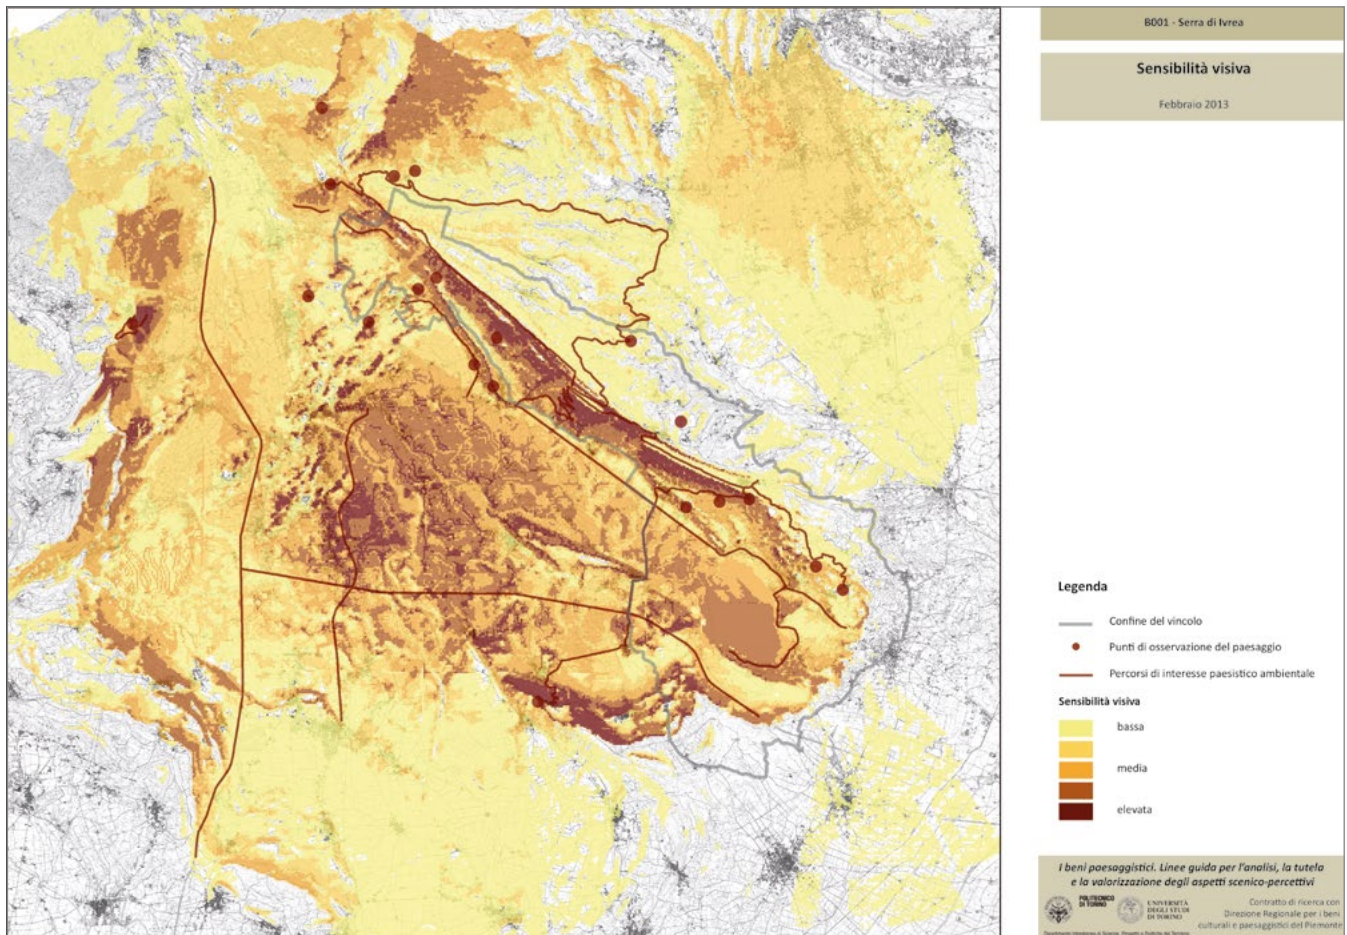 B001 - Serra di Ivrea
Sensibilità visiva
Febbraio 2013
Legenda
Confine del vincolo
Punti di osservazione del paesaggio
Percorsi di interesse paesistico ambientale
Sensibilità visiva
bassa
media
elevata
I beni paesaggistici. Linee guida per l'analisi, la tutela
e la valorizzazione degli aspetti scenico-percettivi
POLITECNICO
DI TORINO
UNIVERSITÀ
DEGLI STUDI
DI TORINO
Contratto di ricerca con
Direzione Regionale per i beni
culturali e paesaggistici del Piemonte